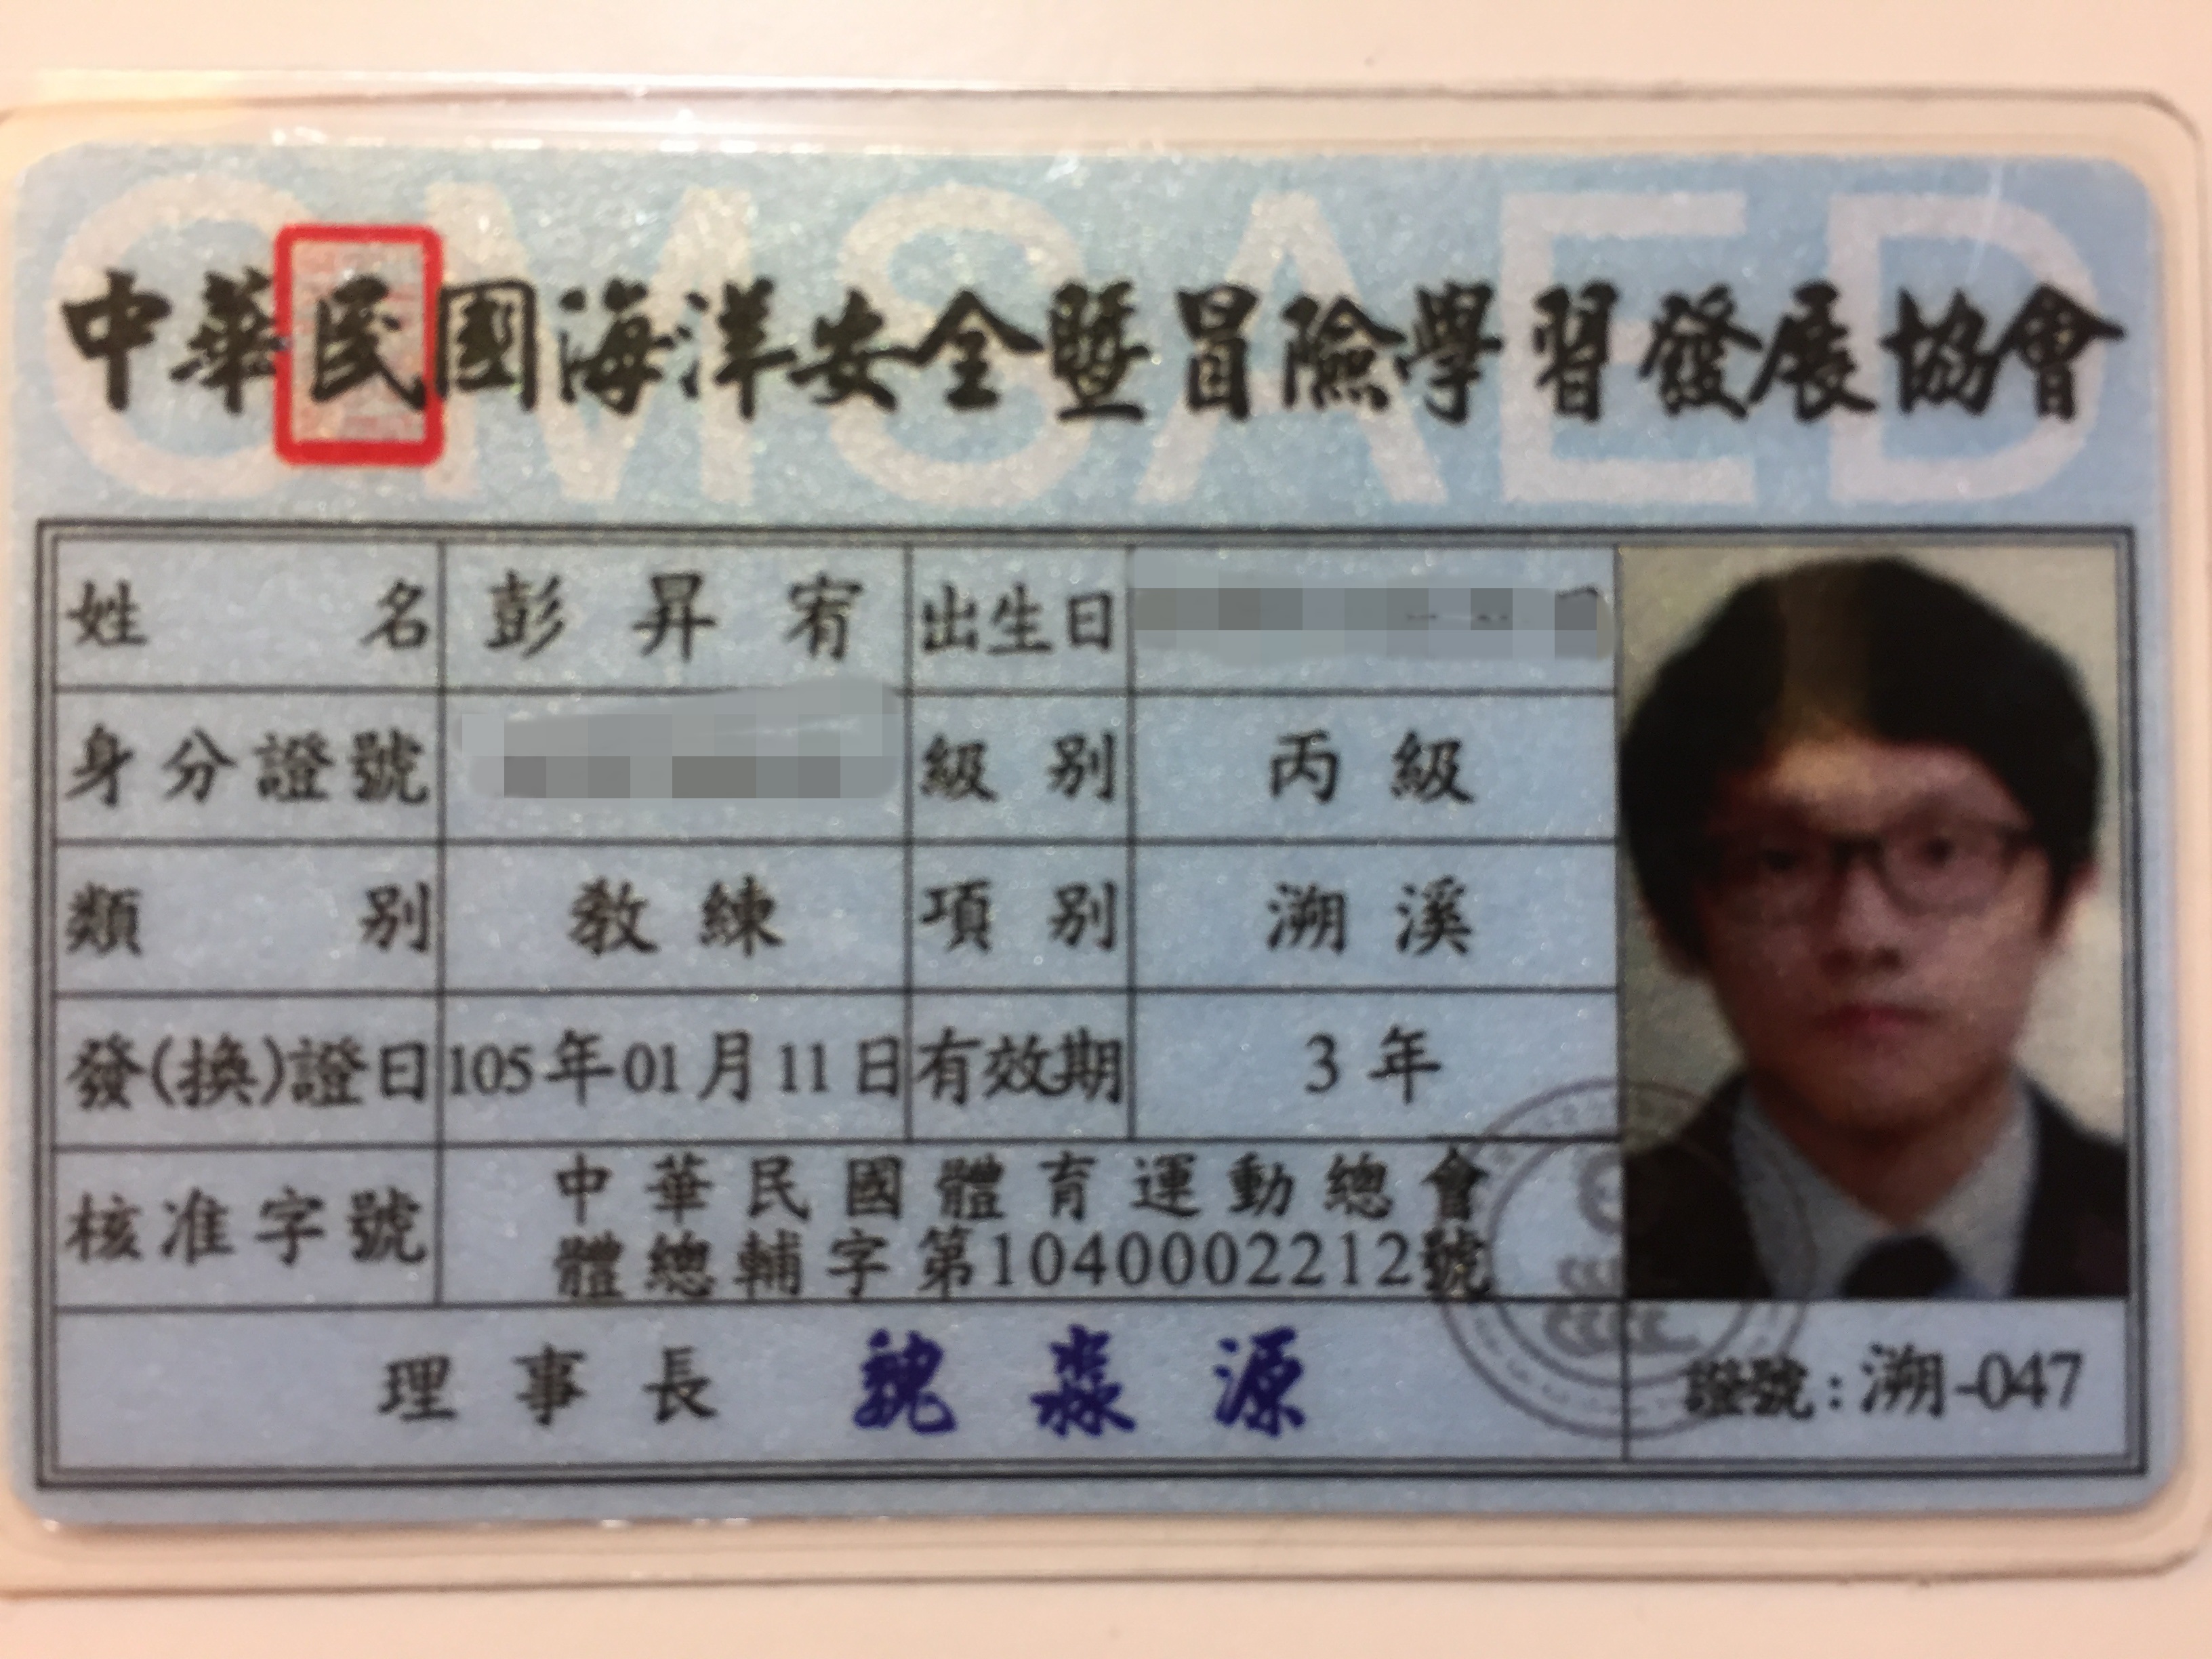 CMSAED
中華民國海洋安全暨冒險學習發展協會
姓名 彭昇宥 出生日
身分證號 級別 丙級
類別 教練 項別 溯溪
發(換)證日 105年01月11日 有效期 3年
核准字號 中華民國體育運動總會
體總輔字第1040002212號
理事長 魏淼源 證號:溯-047